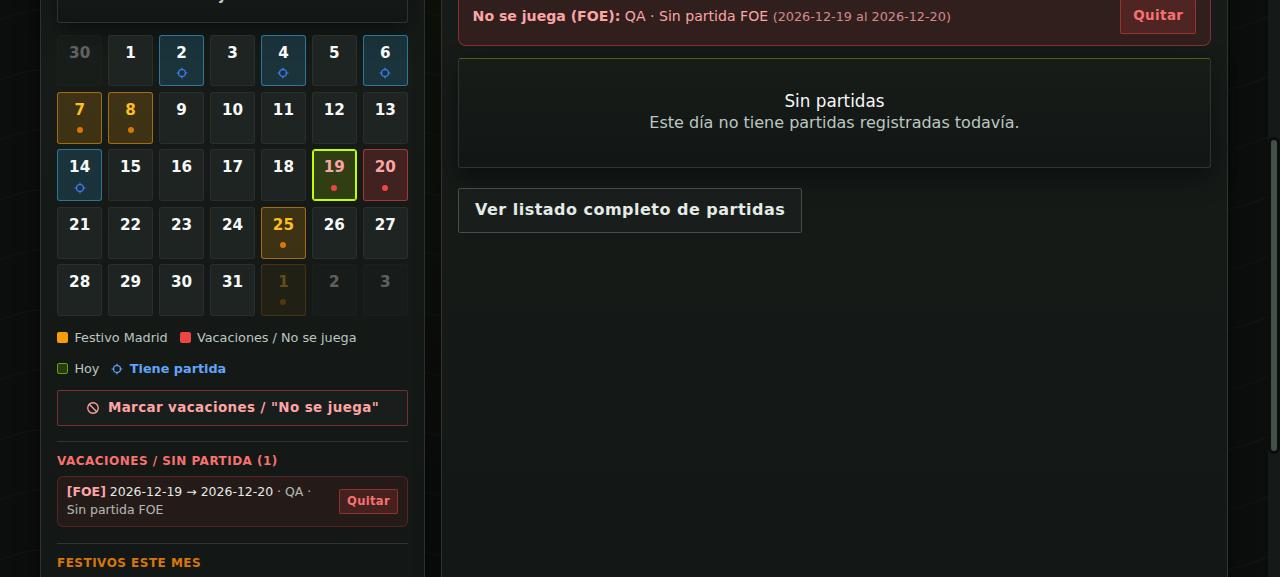 30 1 2 3 4 5 6
7 8 9 10 11 12 13
14 15 16 17 18 19 20
21 22 23 24 25 26 27
28 29 30 31 1 2 3
Festivo Madrid Vacaciones / No se juega
Hoy Tiene partida
Marcar vacaciones / "No se juega"
VACACIONES / SIN PARTIDA (1)
[FOE] 2026-12-19 → 2026-12-20 · QA ·
Sin partida FOE
Quitar
FESTIVOS ESTE MES
No se juega (FOE): QA · Sin partida FOE (2026-12-19 al 2026-12-20)
Quitar
Sin partidas
Este día no tiene partidas registradas todavía.
Ver listado completo de partidas